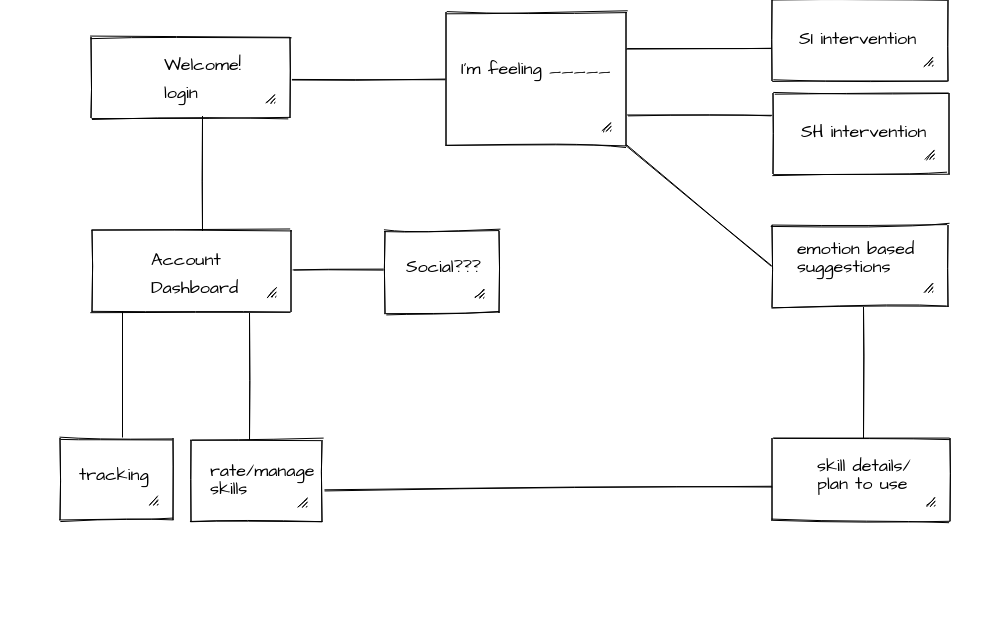 Welcome!
login
I'm feeling _____
SI intervention
SH intervention
Account
Dashboard
Social???
emotion based
suggestions
tracking
rate/manage
skills
skill details/
plan to use